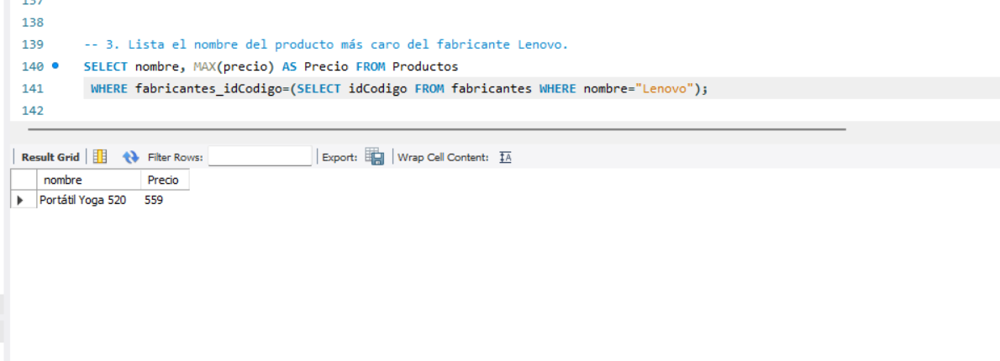 137
138
139 -- 3. Lista el nombre del producto más caro del fabricante Lenovo.
140 SELECT nombre, MAX(precio) AS Precio FROM Productos
141 WHERE fabricantes_idCodigo=(SELECT idCodigo FROM fabricantes WHERE nombre="Lenovo");
142
Result Grid Filter Rows: Export: Wrap Cell Content: IA
nombre Precio
Portátil Yoga 520 559